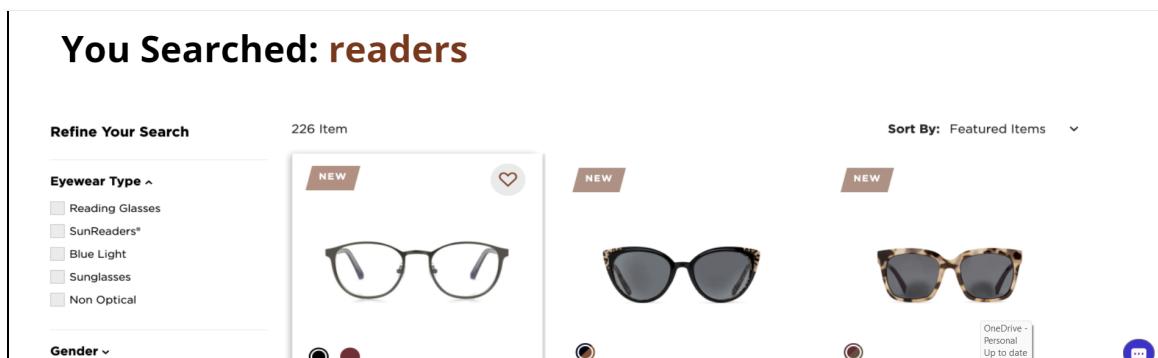 You Searched: readers
Refine Your Search
226 Item
Sort By: Featured Items
Eyewear Type
Reading Glasses
SunReaders®
Blue Light
Sunglasses
Non Optical
Gender
NEW
NEW
NEW
OneDrive -
Personal
Up to date